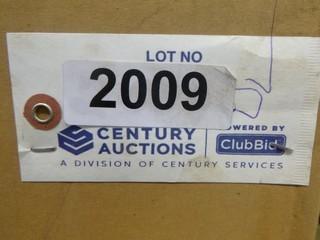 LOT NO
2009
CENTURY AUCTIONS
POWERED BY
ClubBid
A DIVISION OF CENTURY SERVICES